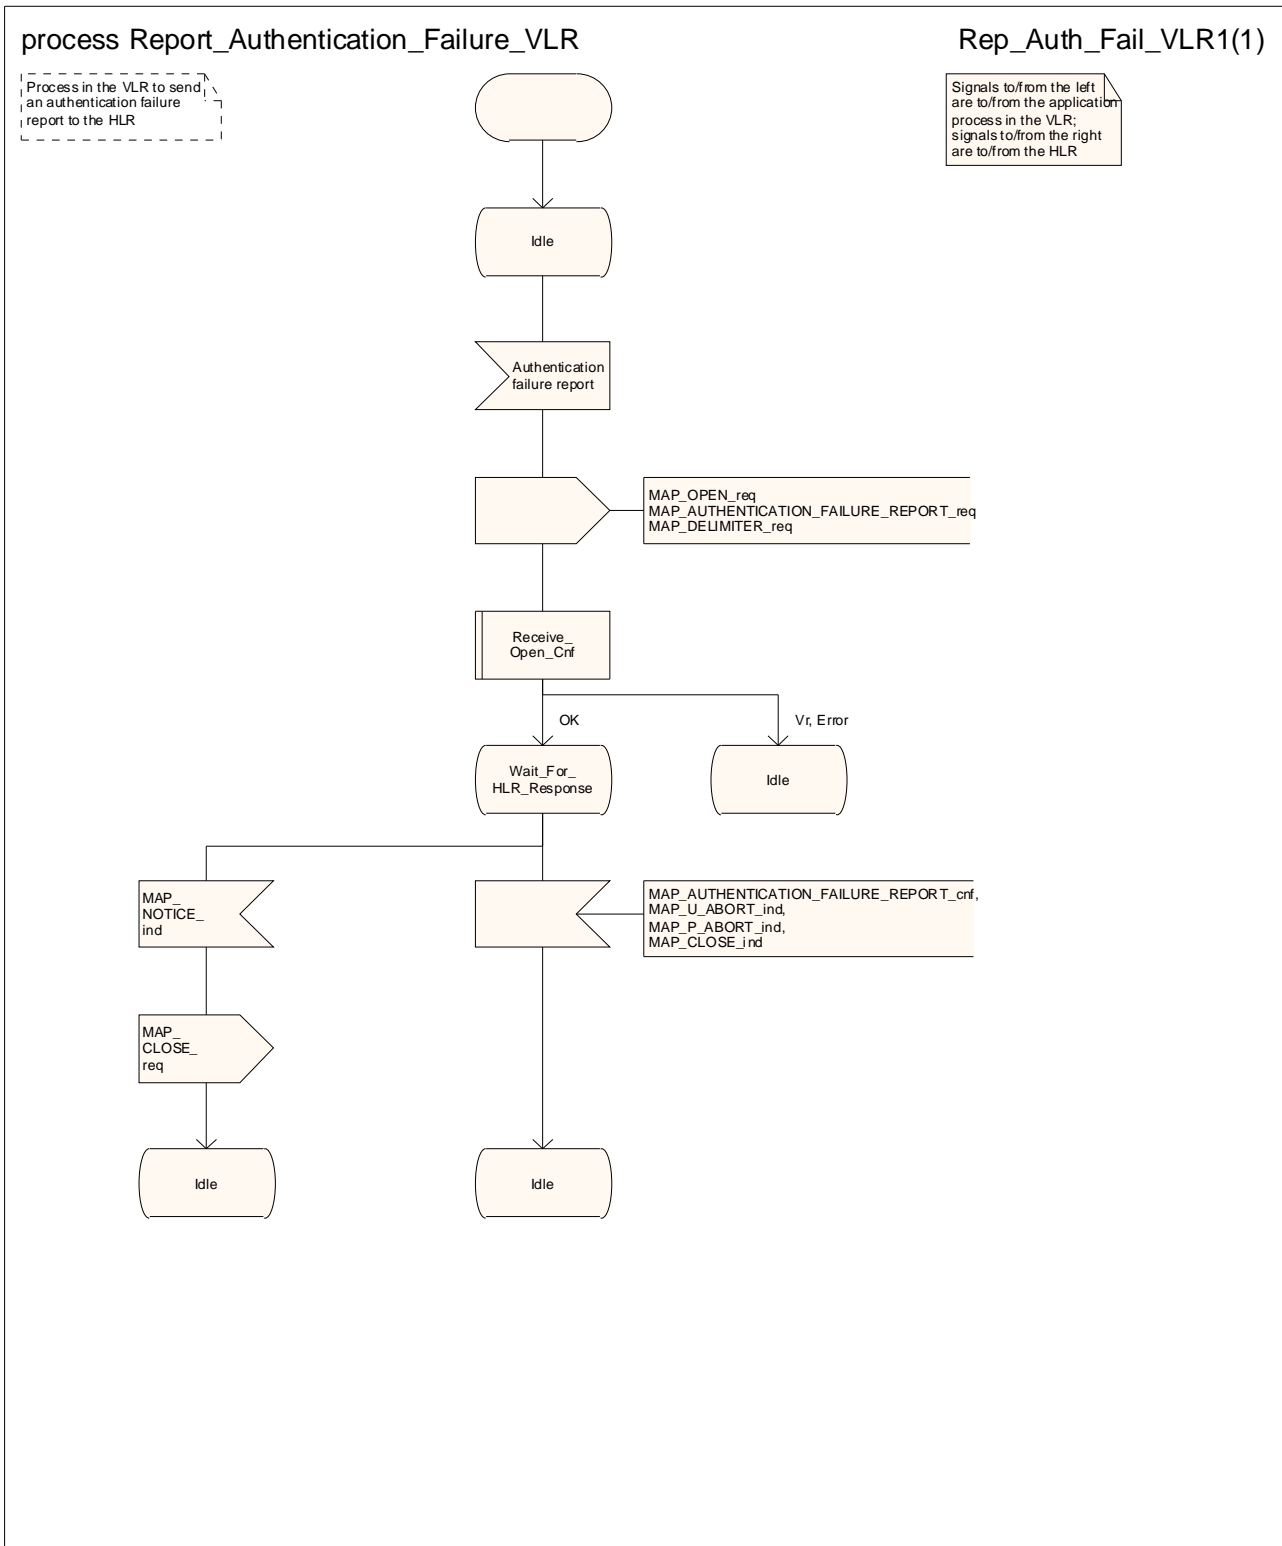 process Report_Authentication_Failure_VLR
Rep_Auth_Fail_VLR1(1)
Process in the VLR to send
an authentication failure
report to the HLR
Signals to/from the left
are to/from the application
process in the VLR;
signals to/from the right
are to/from the HLR
Idle
Authentication
failure report
MAP_OPEN_req
MAP_AUTHENTICATION_FAILURE_REPORT_req
MAP_DELIMITER_req
Receive_
Open_Cnf
OK
Vr, Error
Wait_For_
HLR_Response
Idle
MAP_
NOTICE_
ind
MAP_AUTHENTICATION_FAILURE_REPORT_cnf,
MAP_U_ABORT_ind,
MAP_P_ABORT_ind,
MAP_CLOSE_ind
MAP_
CLOSE_
req
Idle
Idle